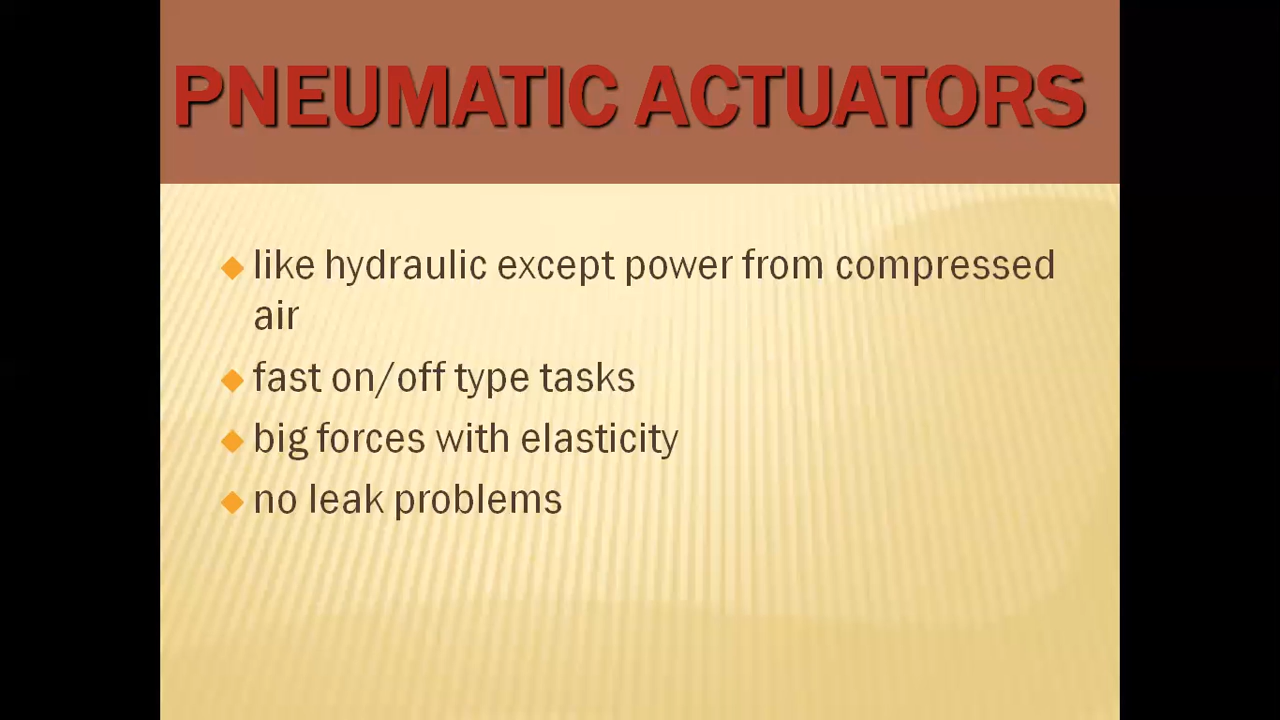 PNEUMATIC ACTUATORS
like hydraulic except power from compressed
air
fast on/off type tasks
big forces with elasticity
no leak problems